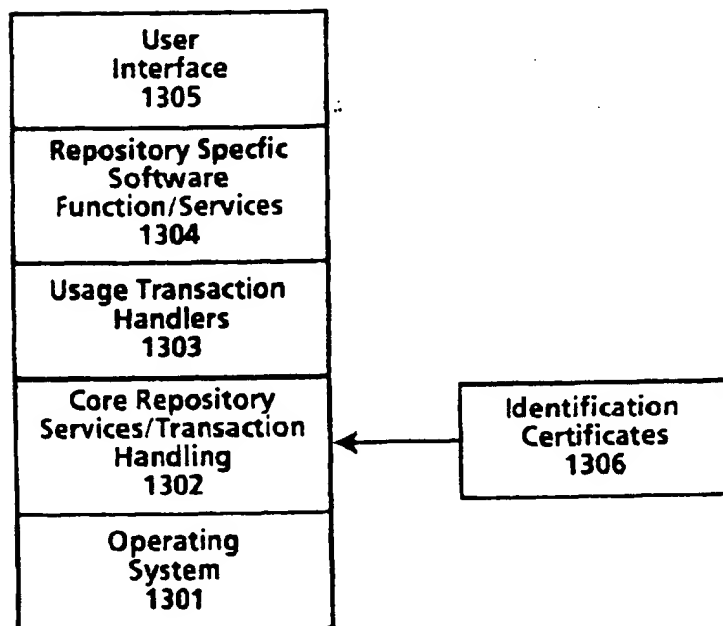 User
Interface
1305
Repository Specfic
Software
Function/Services
1304
Usage Transaction
Handlers
1303
Core Repository
Services/Transaction
Handling
1302
Identification
Certificates
1306
Operating
System
1301